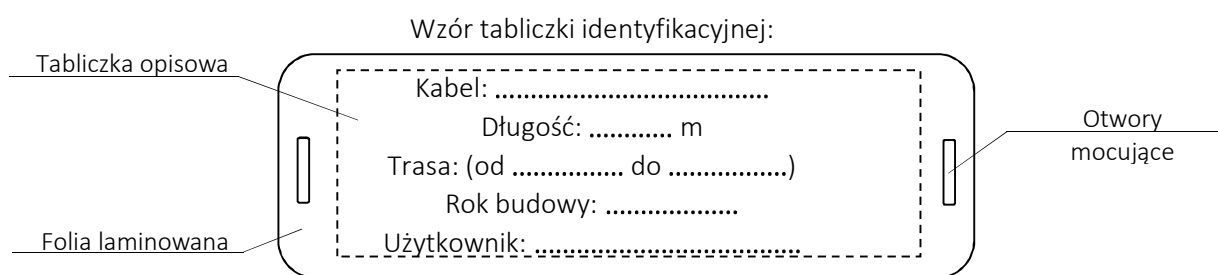 Wzór tabliczki identyfikacyjnej:
Tabliczka opisowa
Kabel: ......................................
Długość: ............ m
Trasa: (od ................ do .................)
Rok budowy: ...................
Użytkownik: ......................................
Otwory
mocujące
Folia laminowana